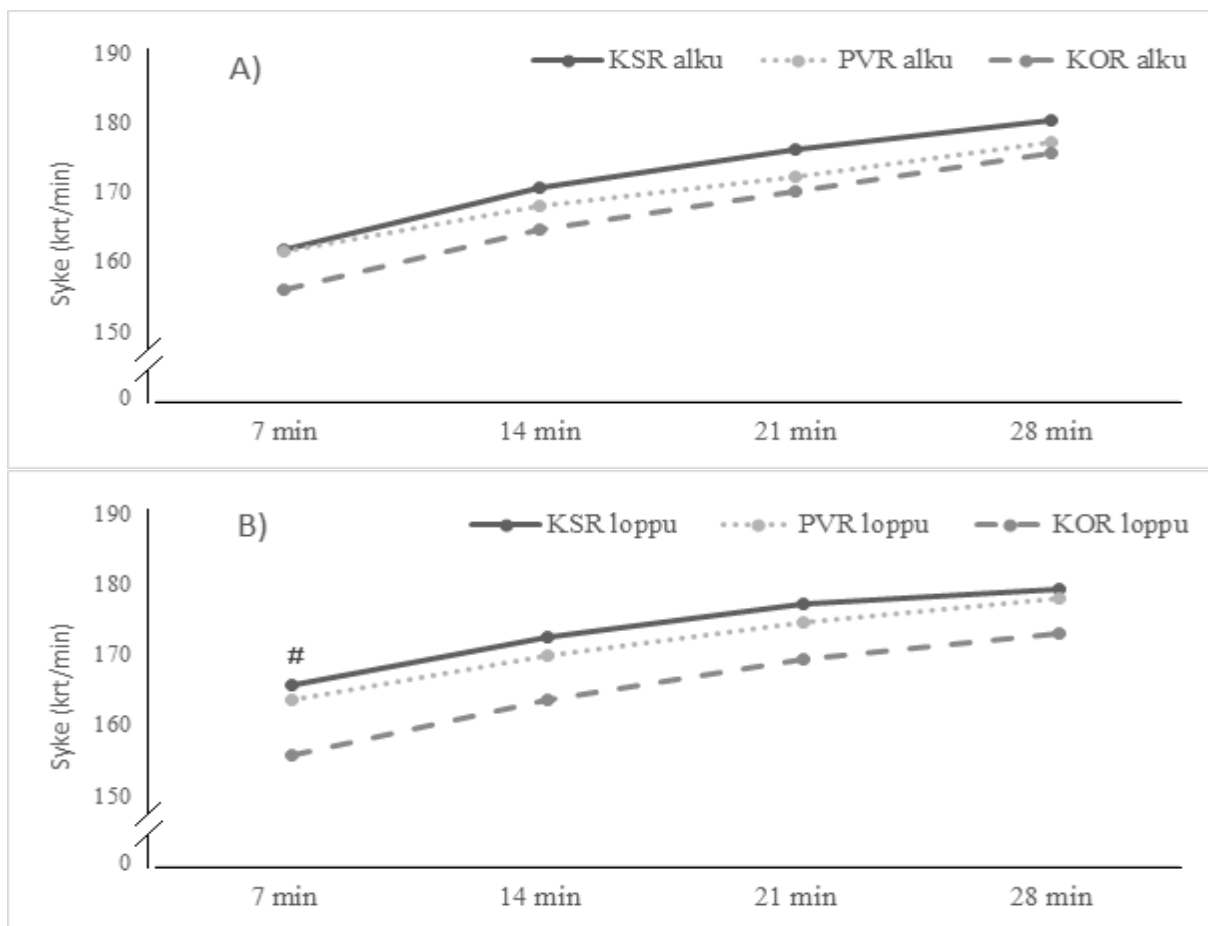 A)
KSR alku PVR alku KOR alku
Syke (krt/min)
190
180
170
160
150
0
7 min 14 min 21 min 28 min
B)
KSR loppu PVR loppu KOR loppu
Syke (krt/min)
190
180
170
160
150
0
#
7 min 14 min 21 min 28 min